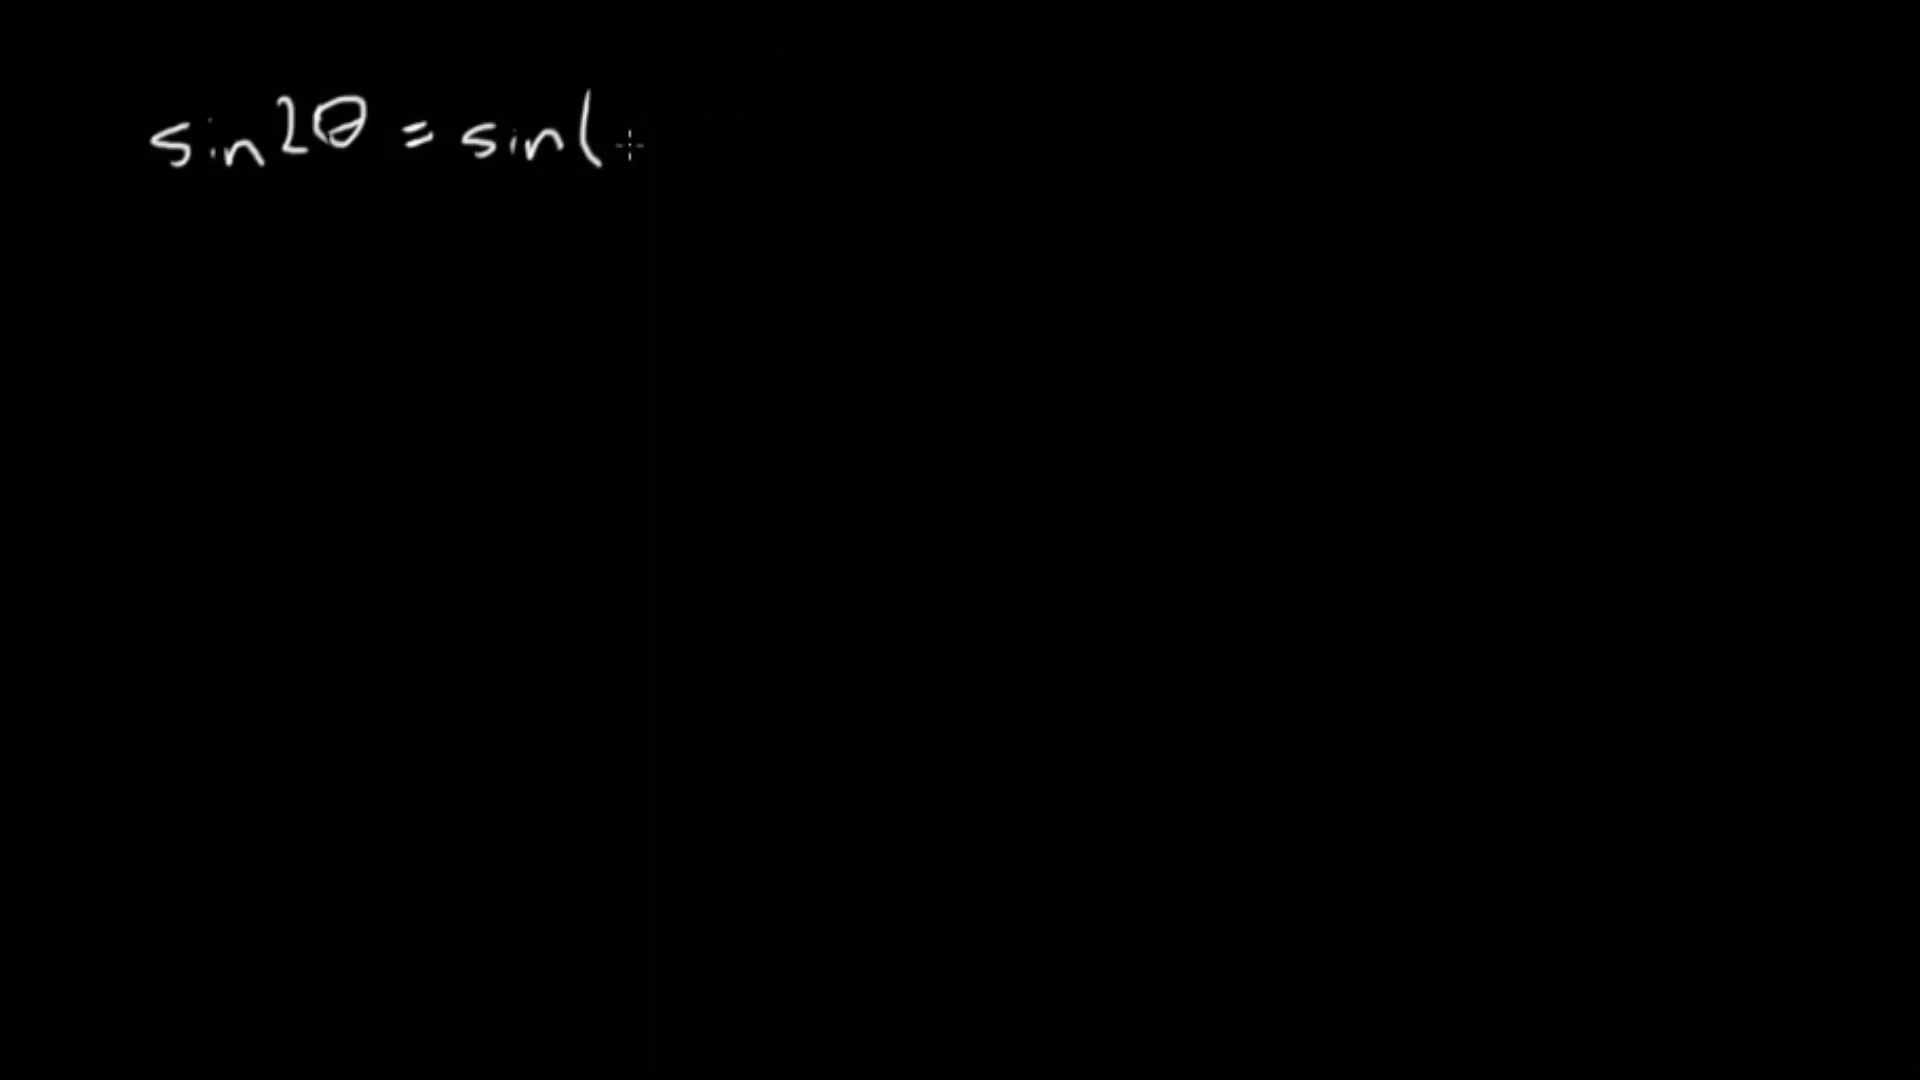 sin2θ = sin(